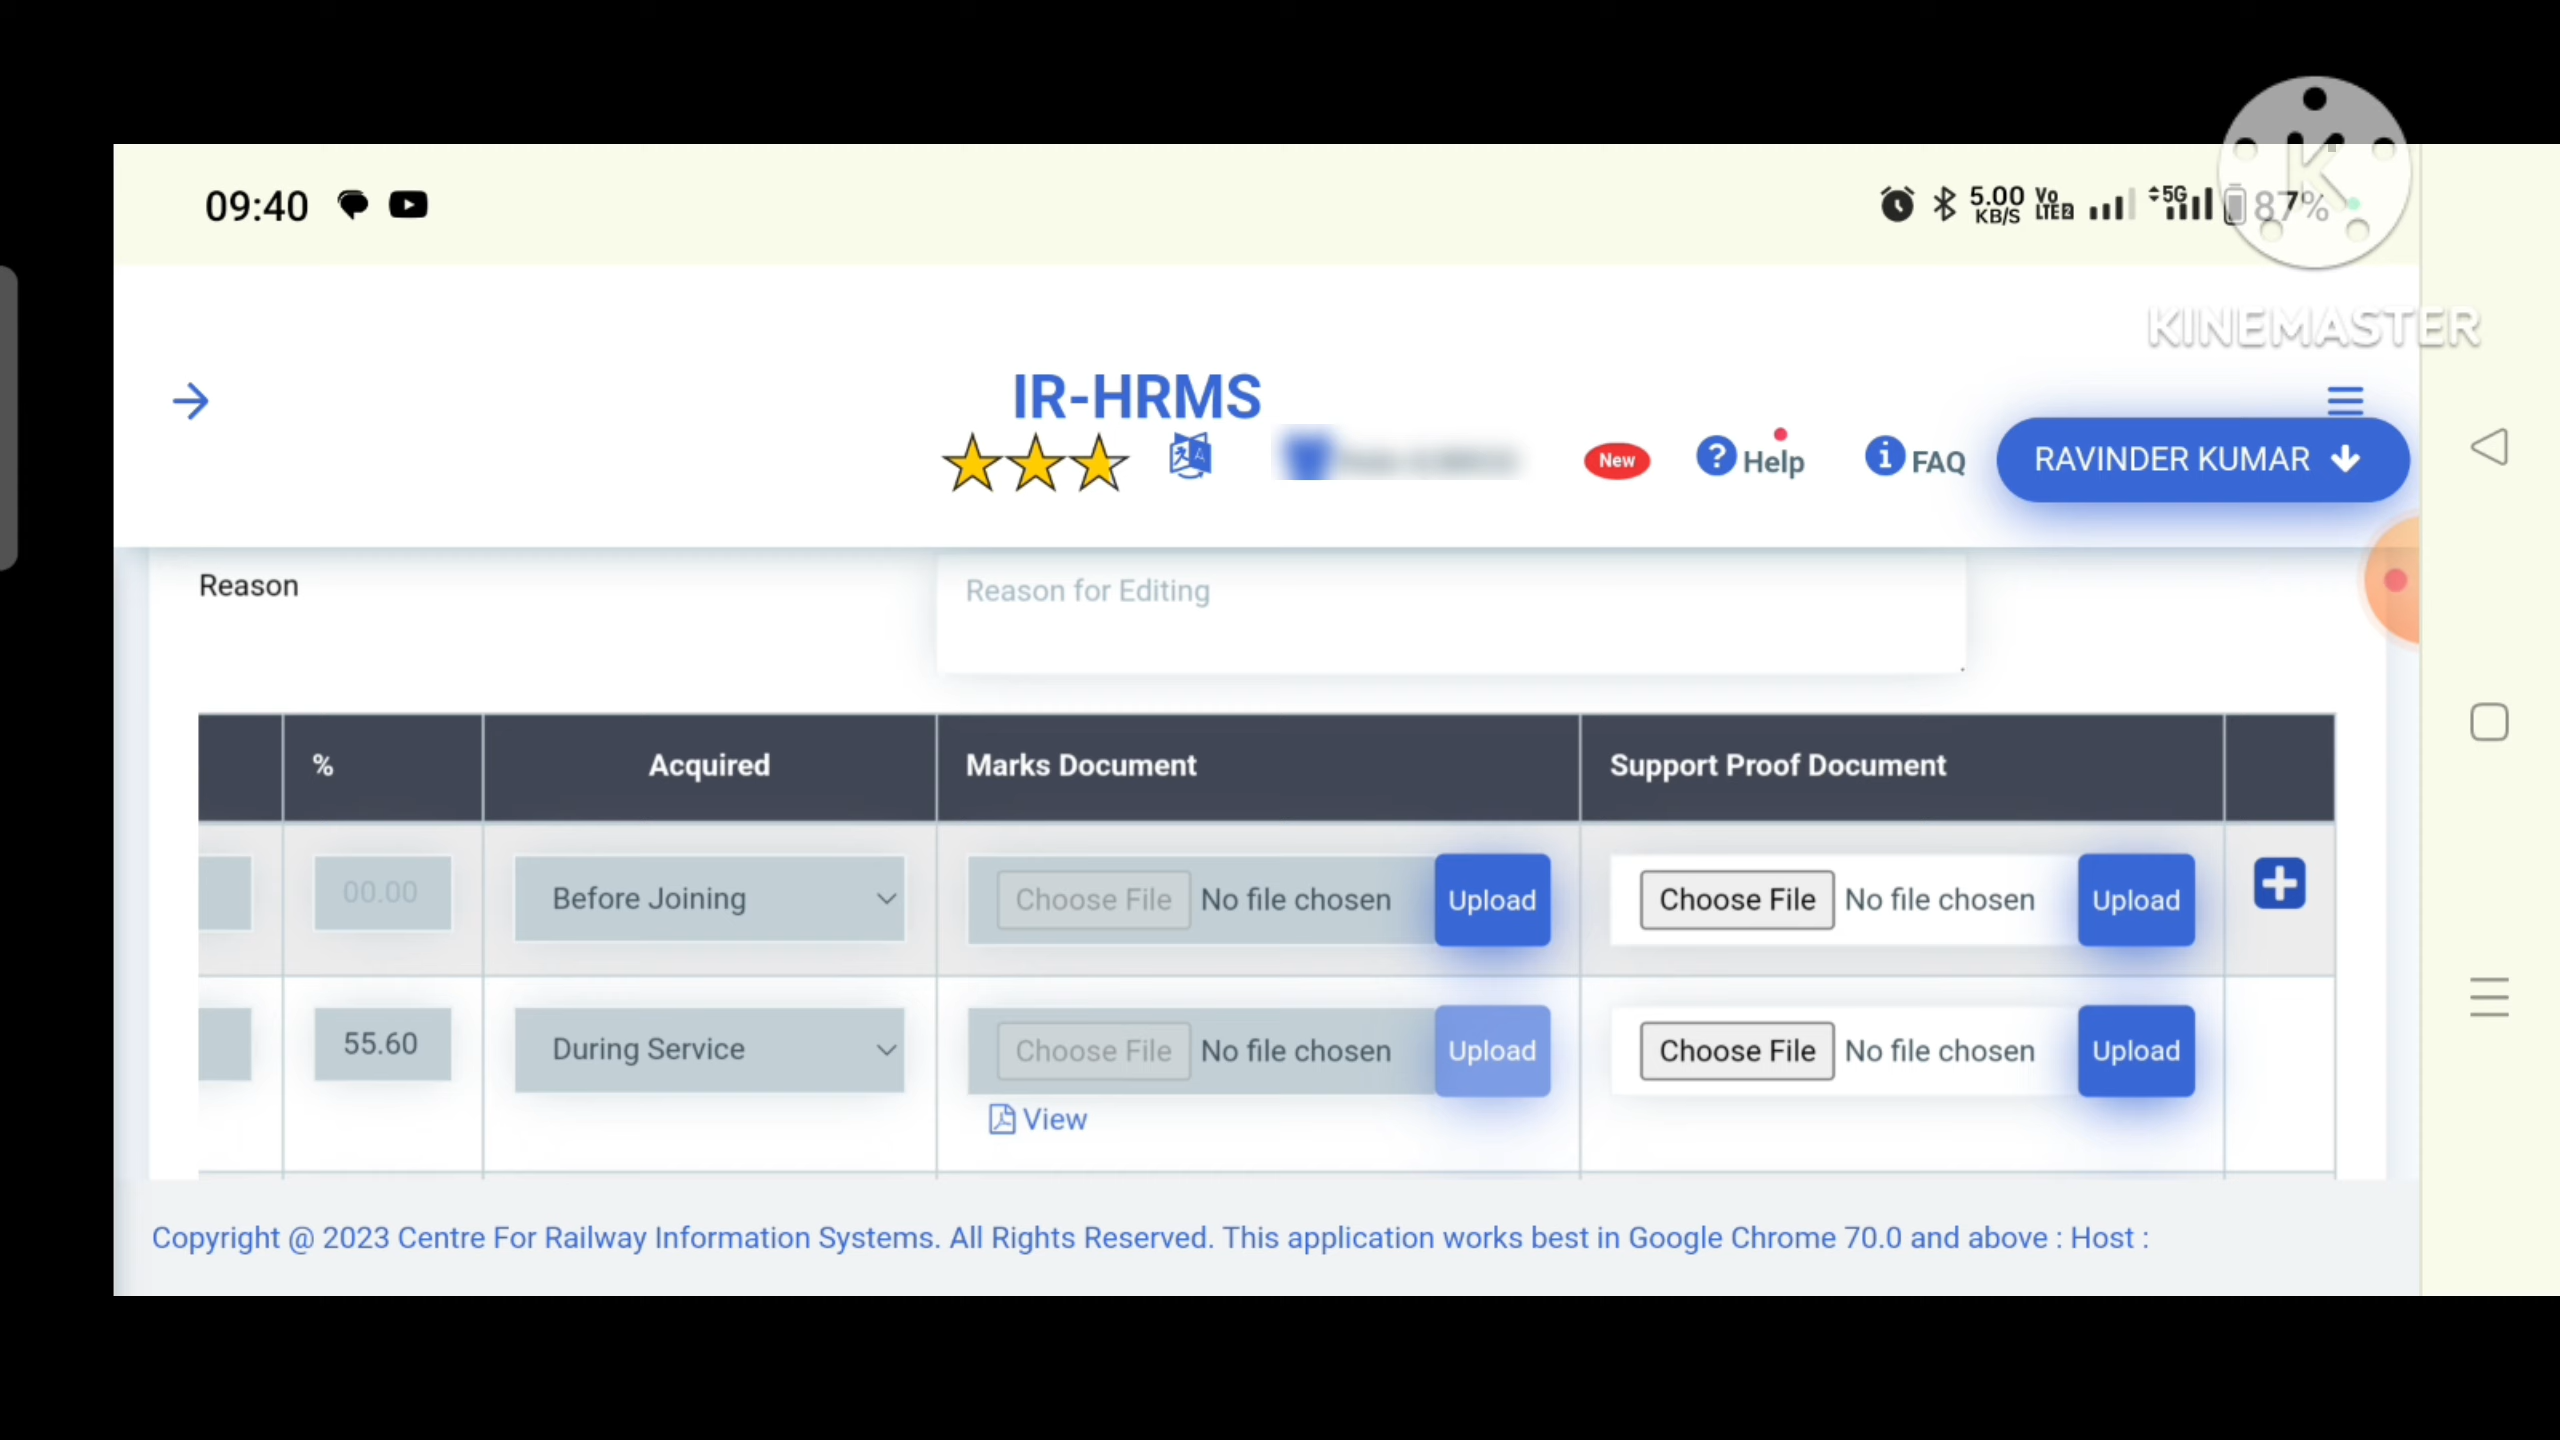 09:40
5.00 KB/S Vo LTE2 5G 87%
KINEMASTER
IR-HRMS
New Help FAQ RAVINDER KUMAR
Reason Reason for Editing
% Acquired Marks Document Support Proof Document
00.00 Before Joining Choose File No file chosen Upload Choose File No file chosen Upload
55.60 During Service Choose File No file chosen Upload Choose File No file chosen Upload
View
Copyright @ 2023 Centre For Railway Information Systems. All Rights Reserved. This application works best in Google Chrome 70.0 and above : Host :